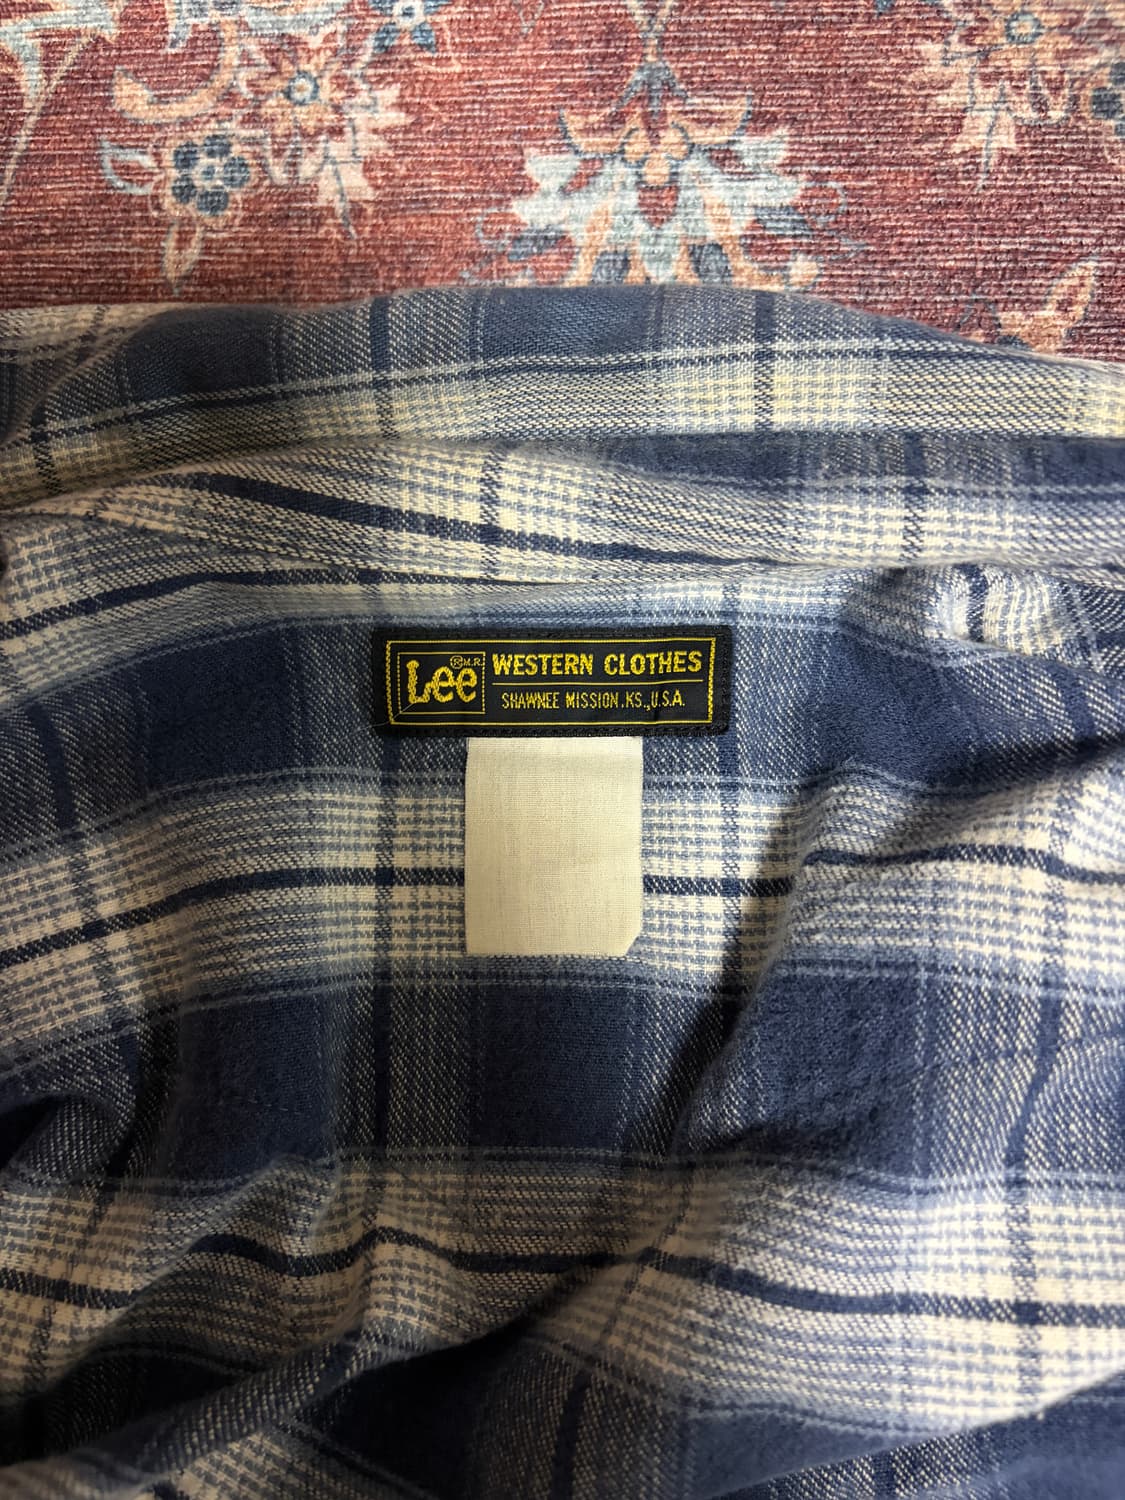 Lee ® M.R.
WESTERN CLOTHES
SHAWNEE MISSION.KS.,U.S.A.